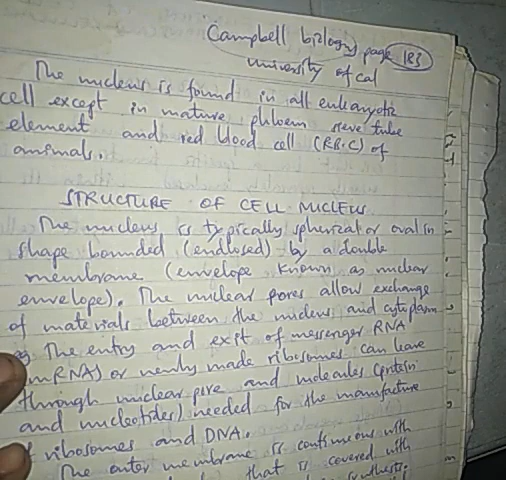 Campbell biology page 185
University of Cal
The nucleus is found in all eukaryotic
cell except in mature phloem sieve tube
element and red blood cell (R.B.C) of
animals.
STRUCTURE OF CELL NUCLEUS
The nucleus is typically spherical or oval in
shape bounded (enclosed) by a double
membrane (envelope known as nuclear
envelope). The nuclear pores allow exchange
of materials between the nucleus and cytoplasm
The entry and exit of messenger RNA
mRNA) or newly made ribosomes can leave
through nuclear pore and molecules (protein
and nucleotides) needed for the manufacture
of ribosomes and DNA.
The outer membrane is continuous with
that is covered with